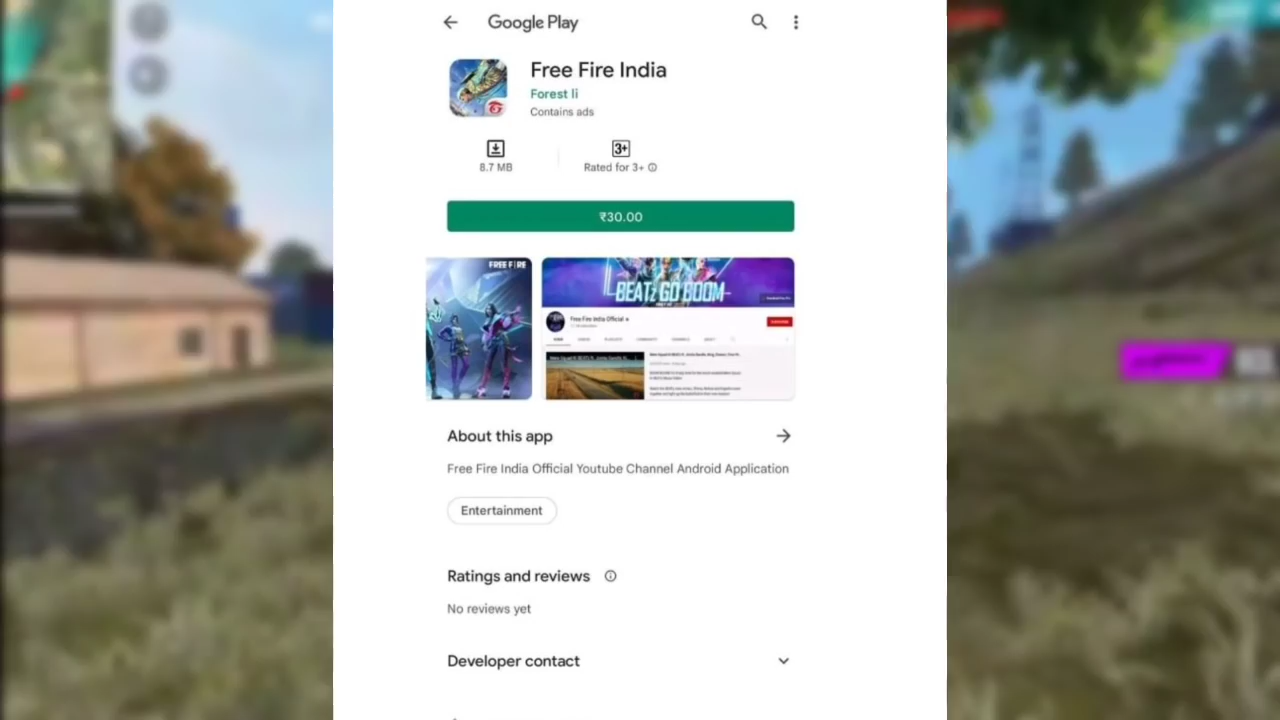 Google Play
Free Fire India
Forest li
Contains ads
3+
8.7 MB
Rated for 3+
₹30.00
FREE FIRE
BEATz GO BOOM
Free Fire India Official
About this app
Free Fire India Official Youtube Channel Android Application
Entertainment
Ratings and reviews
No reviews yet
Developer contact